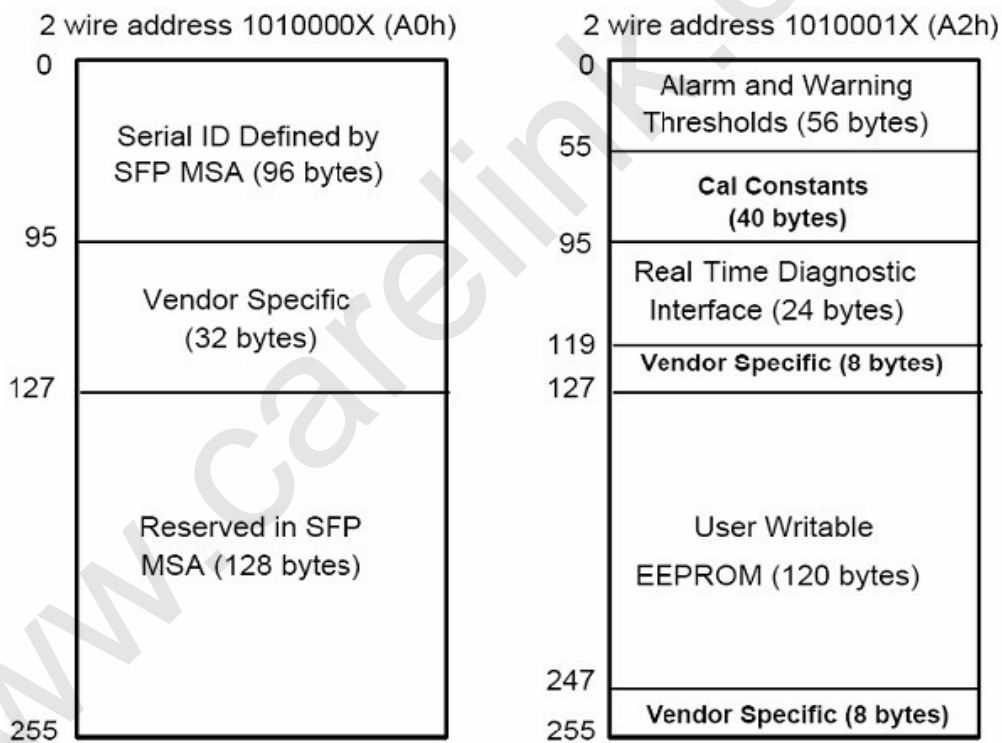 2 wire address 1010000X (A0h)
0
Serial ID Defined by
SFP MSA (96 bytes)
95
Vendor Specific
(32 bytes)
127
Reserved in SFP
MSA (128 bytes)
255
2 wire address 1010001X (A2h)
0
Alarm and Warning
Thresholds (56 bytes)
55
Cal Constants
(40 bytes)
95
Real Time Diagnostic
Interface (24 bytes)
119
Vendor Specific (8 bytes)
127
User Writable
EEPROM (120 bytes)
247
Vendor Specific (8 bytes)
255
www.carelink.